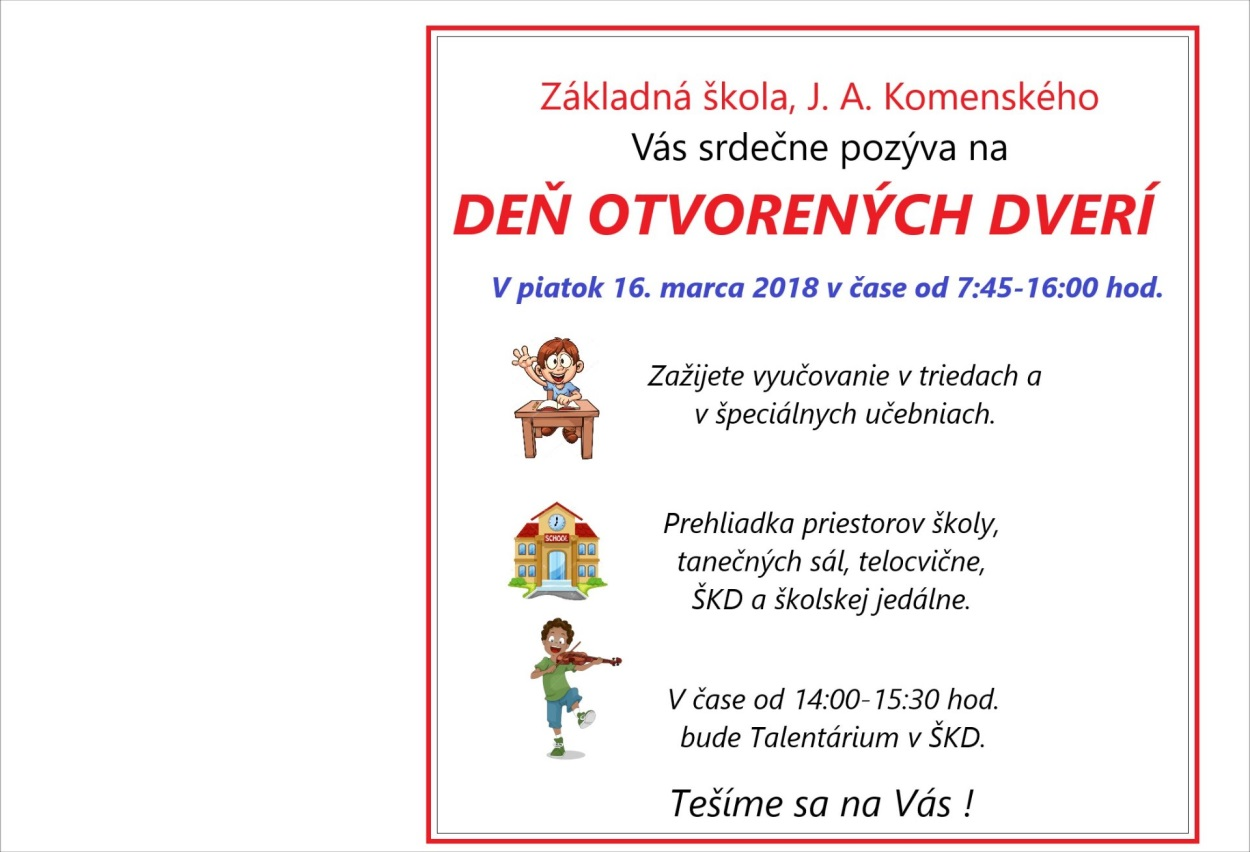 Základná škola, J. A. Komenského
Vás srdečne pozýva na
DEŇ OTVORENÝCH DVERÍ
V piatok 16. marca 2018 v čase od 7:45-16:00 hod.
Zažijete vyučovanie v triedach a
v špeciálnych učebniach.
SCHOOL
Prehliadka priestorov školy,
tanečných sál, telocvične,
ŠKD a školskej jedálne.
V čase od 14:00-15:30 hod.
bude Talentárium v ŠKD.
Tešíme sa na Vás !